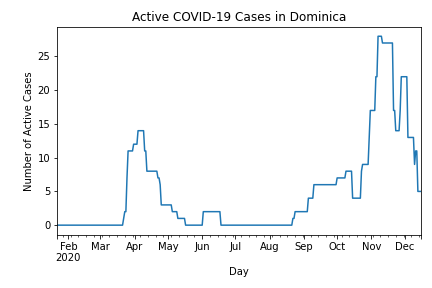 Active COVID-19 Cases in Dominica
Number of Active Cases
25
20
15
10
5
0
Feb Mar Apr May Jun Jul Aug Sep Oct Nov Dec
2020
Day